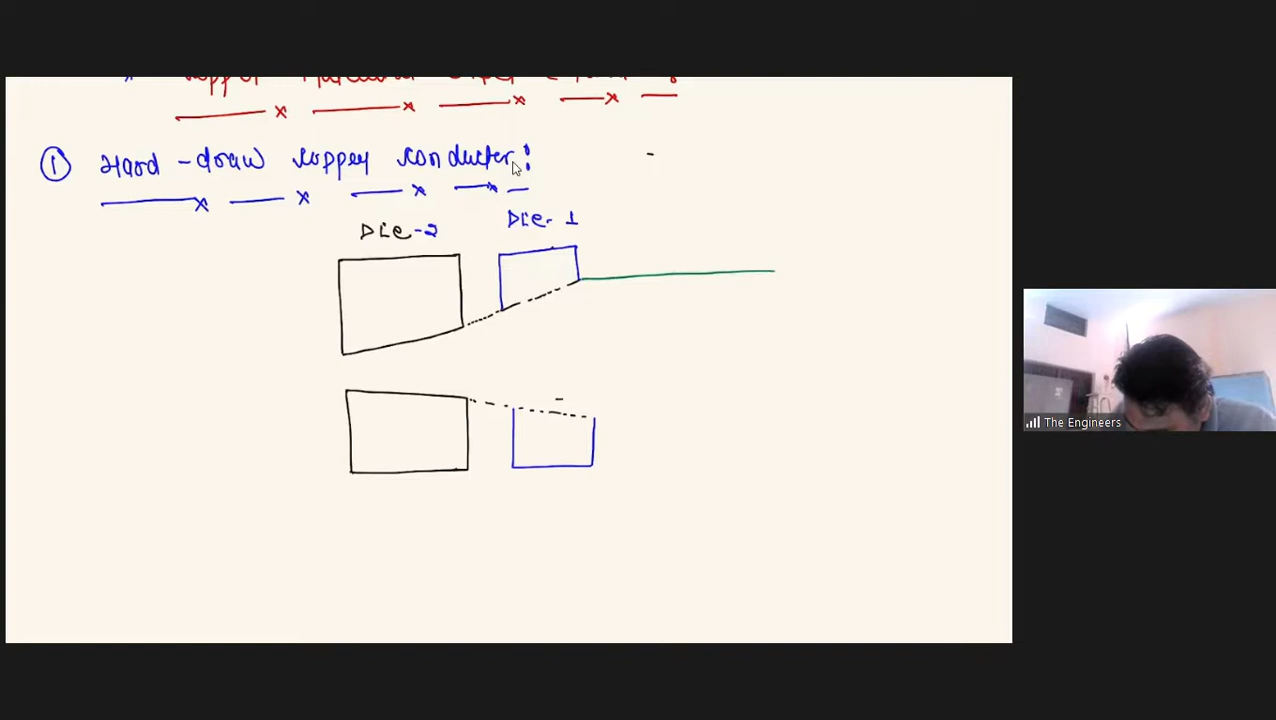 ① Hard-draw copper conductor:
Die-2 Die-1
The Engineers